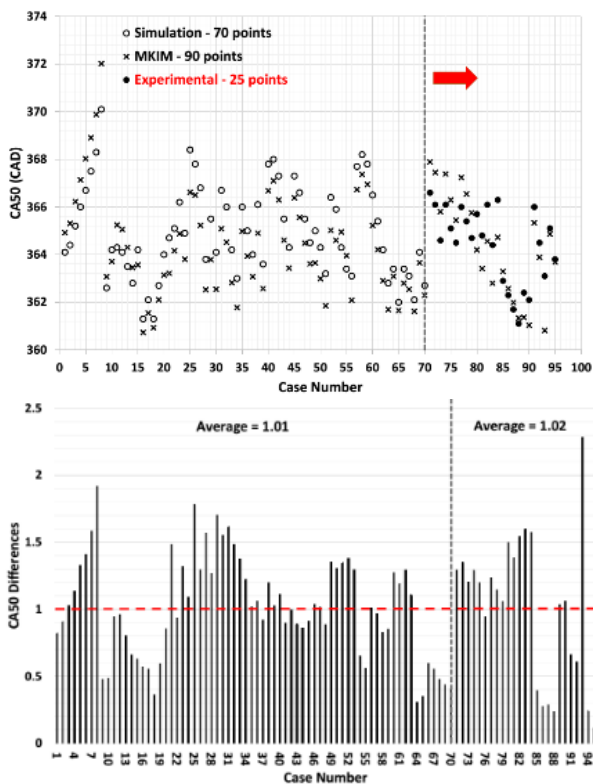 374
372
370
368
366
364
362
360
CA50 (CAD)
Simulation - 70 points
MKIM - 90 points
Experimental - 25 points
0 5 10 15 20 25 30 35 40 45 50 55 60 65 70 75 80 85 90 95 100
Case Number
2.5
2
1.5
1
0.5
0
CA50 Differences
Average = 1.01
Average = 1.02
1 4 7 10 13 16 19 22 25 28 31 34 37 40 43 46 49 52 55 58 61 64 67 70 73 76 79 82 85 88 91 94
Case Number